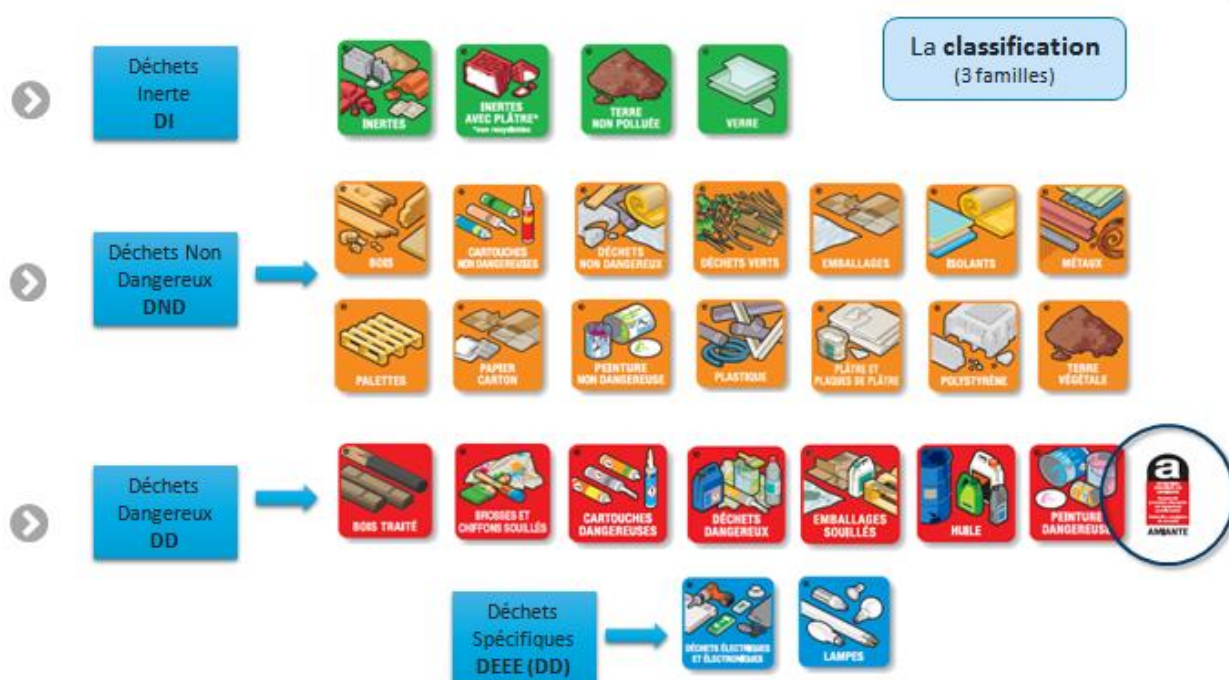 La classification
(3 familles)
Déchets
Inerte
DI
INERTES
INERTES
AVEC PLÂTRE*
*non recyclables
TERRE
NON POLLUÉE
VERRE
Déchets Non
Dangereux
DND
BOIS
CARTOUCHES
NON DANGEREUSES
DÉCHETS
NON DANGEREUX
DÉCHETS VERTS
EMBALLAGES
ISOLANTS
MÉTAUX
PALETTES
PAPIER
CARTON
PEINTURE
NON DANGEREUSE
PLASTIQUE
PLÂTRE ET
PLAQUES DE PLÂTRE
POLYSTYRÈNE
TERRE
VÉGÉTALE
Déchets
Dangereux
DD
BOIS TRAITÉ
BROSSES ET
CHIFFONS SOUILLÉS
CARTOUCHES
DANGEREUSES
DÉCHETS
DANGEREUX
EMBALLAGES
SOUILLÉS
HUILE
PEINTURE
DANGEREUSE
a
AMIANTE
Déchets
Spécifiques
DEEE (DD)
DÉCHETS ÉLECTRIQUES
ET ÉLECTRONIQUES
LAMPES